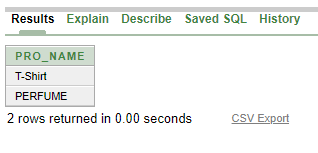 Results Explain Describe Saved SQL History
PRO_NAME
T-Shirt
PERFUME
2 rows returned in 0.00 seconds CSV Export